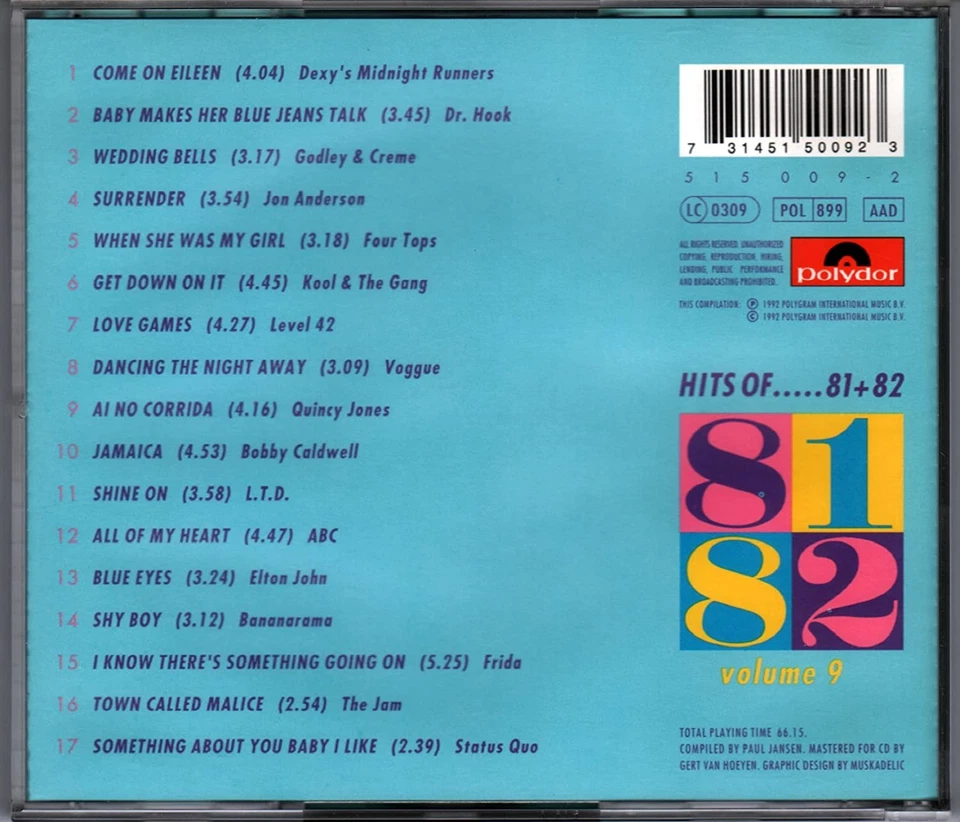 1 COME ON EILEEN (4.04) Dexy's Midnight Runners
2 BABY MAKES HER BLUE JEANS TALK (3.45) Dr. Hook
3 WEDDING BELLS (3.17) Godley & Creme
4 SURRENDER (3.54) Jon Anderson
5 WHEN SHE WAS MY GIRL (3.18) Four Tops
6 GET DOWN ON IT (4.45) Kool & The Gang
7 LOVE GAMES (4.27) Level 42
8 DANCING THE NIGHT AWAY (3.09) Voggue
9 AI NO CORRIDA (4.16) Quincy Jones
10 JAMAICA (4.53) Bobby Caldwell
11 SHINE ON (3.58) L.T.D.
12 ALL OF MY HEART (4.47) ABC
13 BLUE EYES (3.24) Elton John
14 SHY BOY (3.12) Bananarama
15 I KNOW THERE'S SOMETHING GOING ON (5.25) Frida
16 TOWN CALLED MALICE (2.54) The Jam
17 SOMETHING ABOUT YOU BABY I LIKE (2.39) Status Quo
7 31451 50092 3
515 009-2
LC 0309 POL 899 AAD
ALL RIGHTS RESERVED. UNAUTHORIZED
COPYING, REPRODUCTION, HIRING,
LENDING, PUBLIC PERFORMANCE
AND BROADCASTING PROHIBITED.
polydor
THIS COMPILATION: ℗ 1992 POLYGRAM INTERNATIONAL MUSIC B.V.
© 1992 POLYGRAM INTERNATIONAL MUSIC B.V.
HITS OF.....81+82
81
82
volume 9
TOTAL PLAYING TIME 66.15.
COMPILED BY PAUL JANSEN. MASTERED FOR CD BY
GERT VAN HOEYEN. GRAPHIC DESIGN BY MUSKADELIC